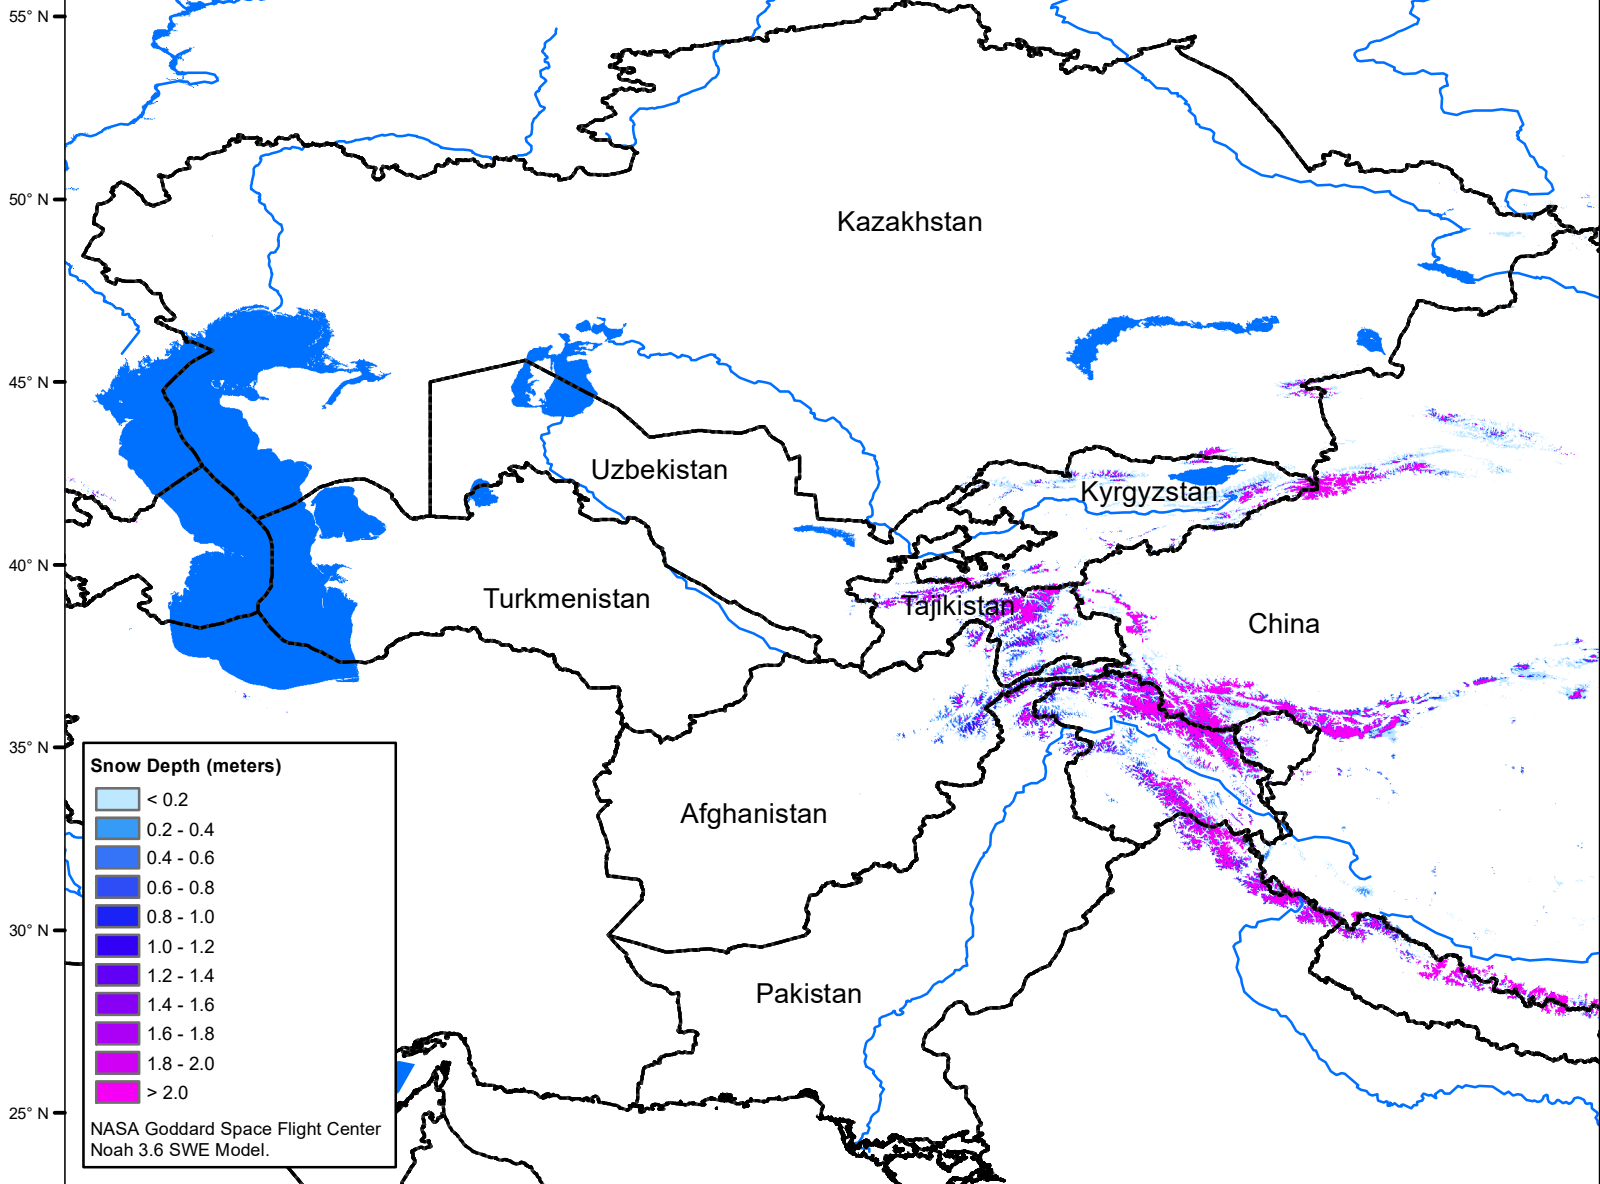 55° N
50° N
Kazakhstan
45° N
Uzbekistan
Kyrgyzstan
40° N
Turkmenistan
Tajikistan
China
35° N
Afghanistan
30° N
Pakistan
25° N
Snow Depth (meters)
< 0.2
0.2 - 0.4
0.4 - 0.6
0.6 - 0.8
0.8 - 1.0
1.0 - 1.2
1.2 - 1.4
1.4 - 1.6
1.6 - 1.8
1.8 - 2.0
> 2.0
NASA Goddard Space Flight Center
Noah 3.6 SWE Model.